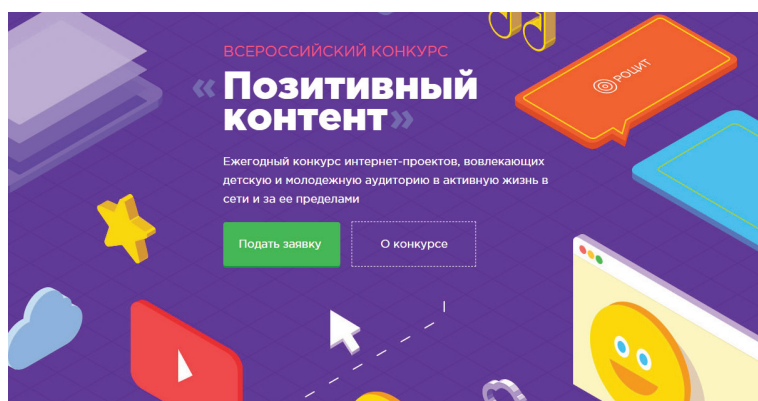 ВСЕРОССИЙСКИЙ КОНКУРС
«Позитивный
контент»
Ежегодный конкурс интернет-проектов, вовлекающих
детскую и молодежную аудиторию в активную жизнь в
сети и за ее пределами
Подать заявку
О конкурсе
РОЦИТ